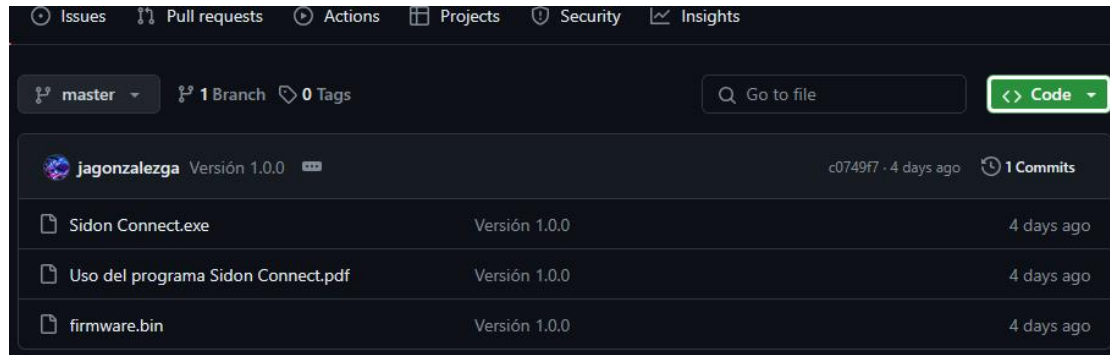 Issues Pull requests Actions Projects Security Insights
master 1 Branch 0 Tags Go to file <> Code
jagonzalezga Versión 1.0.0 c0749f7 · 4 days ago 1 Commits
Sidon Connect.exe Versión 1.0.0 4 days ago
Uso del programa Sidon Connect.pdf Versión 1.0.0 4 days ago
firmware.bin Versión 1.0.0 4 days ago